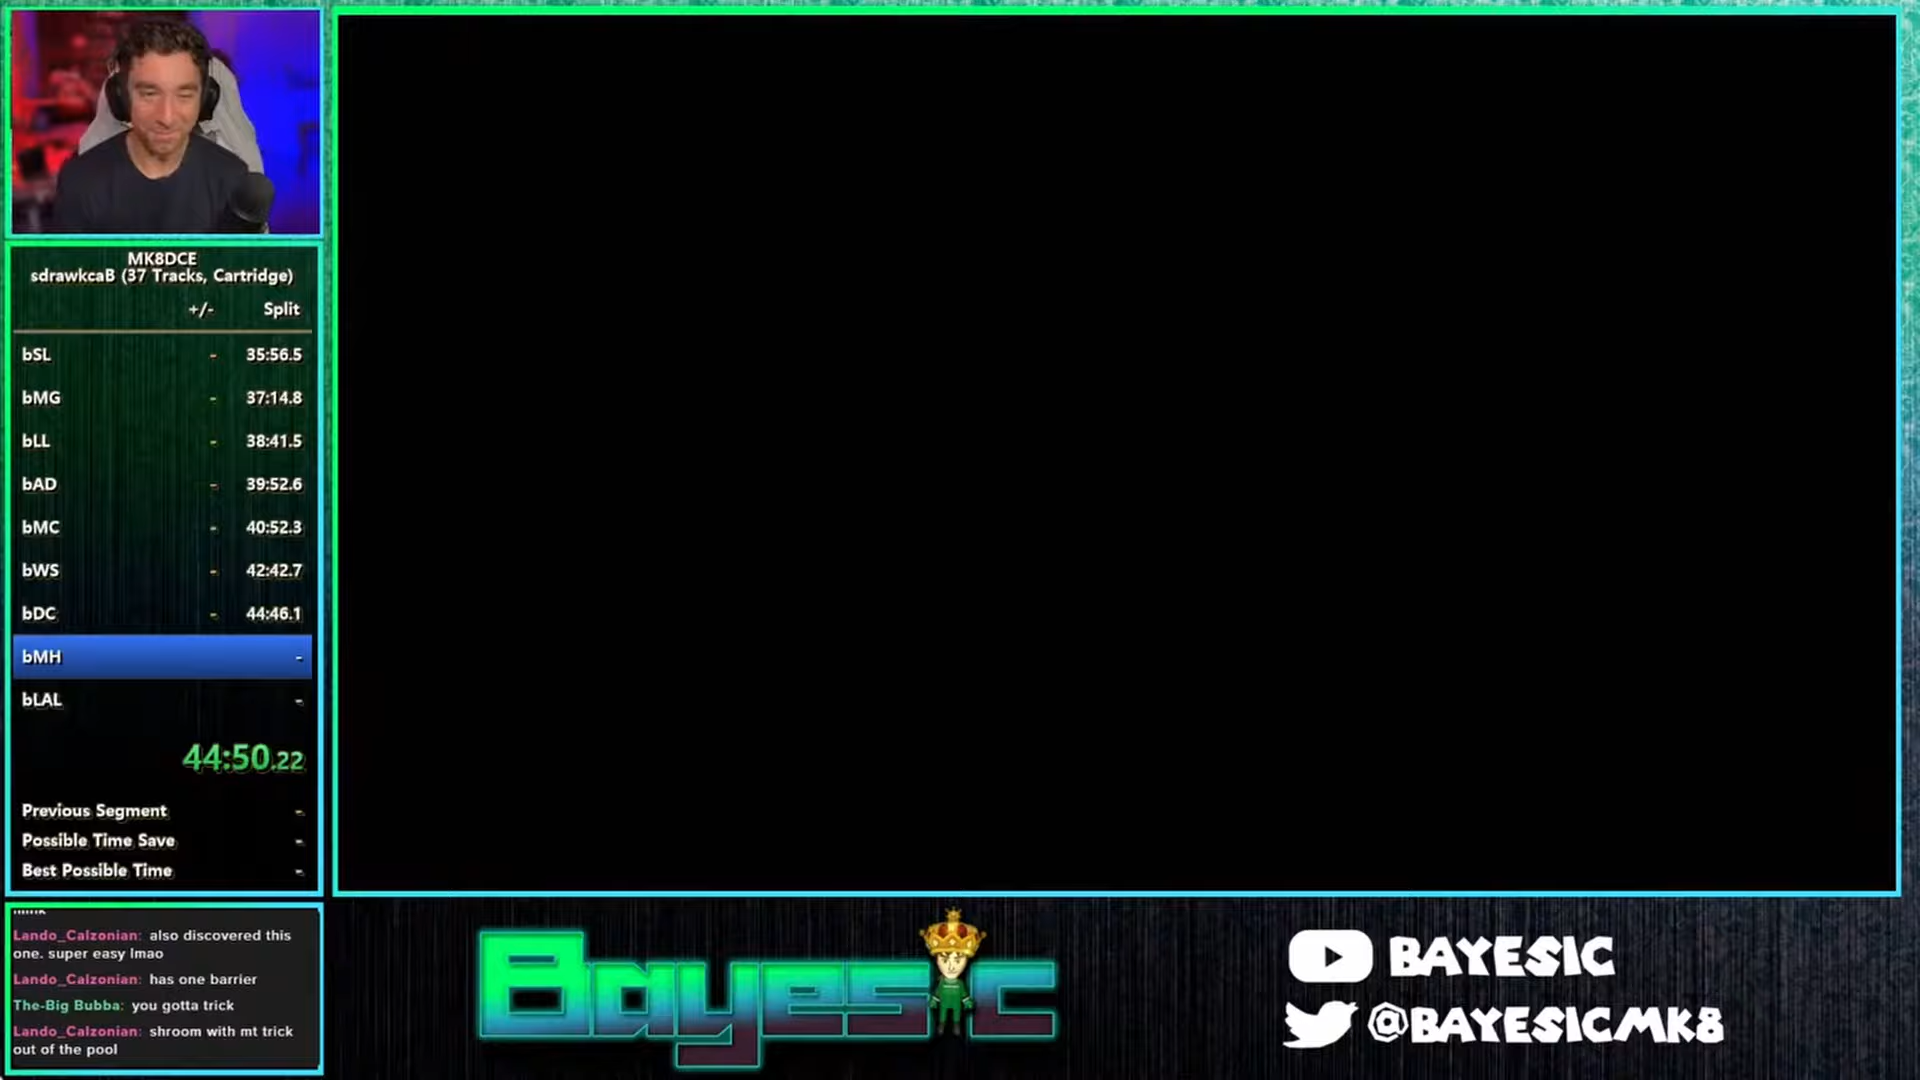 MK8DCE
sdrawkcaB (37 Tracks, Cartridge)
+/- Split
bSL - 35:56.5
bMG - 37:14.8
bLL - 38:41.5
bAD - 39:52.6
bMC - 40:52.3
bWS - 42:42.7
bDC - 44:46.1
bMH -
bLAL -
44:50.22
Previous Segment -
Possible Time Save -
Best Possible Time -
Lando_Calzonian: also discovered this
one. super easy lmao
Lando_Calzonian: has one barrier
The-Big Bubba: you gotta trick
Lando_Calzonian: shroom with mt trick
out of the pool
Bayesic
BAYESIC
@BAYESICMK8